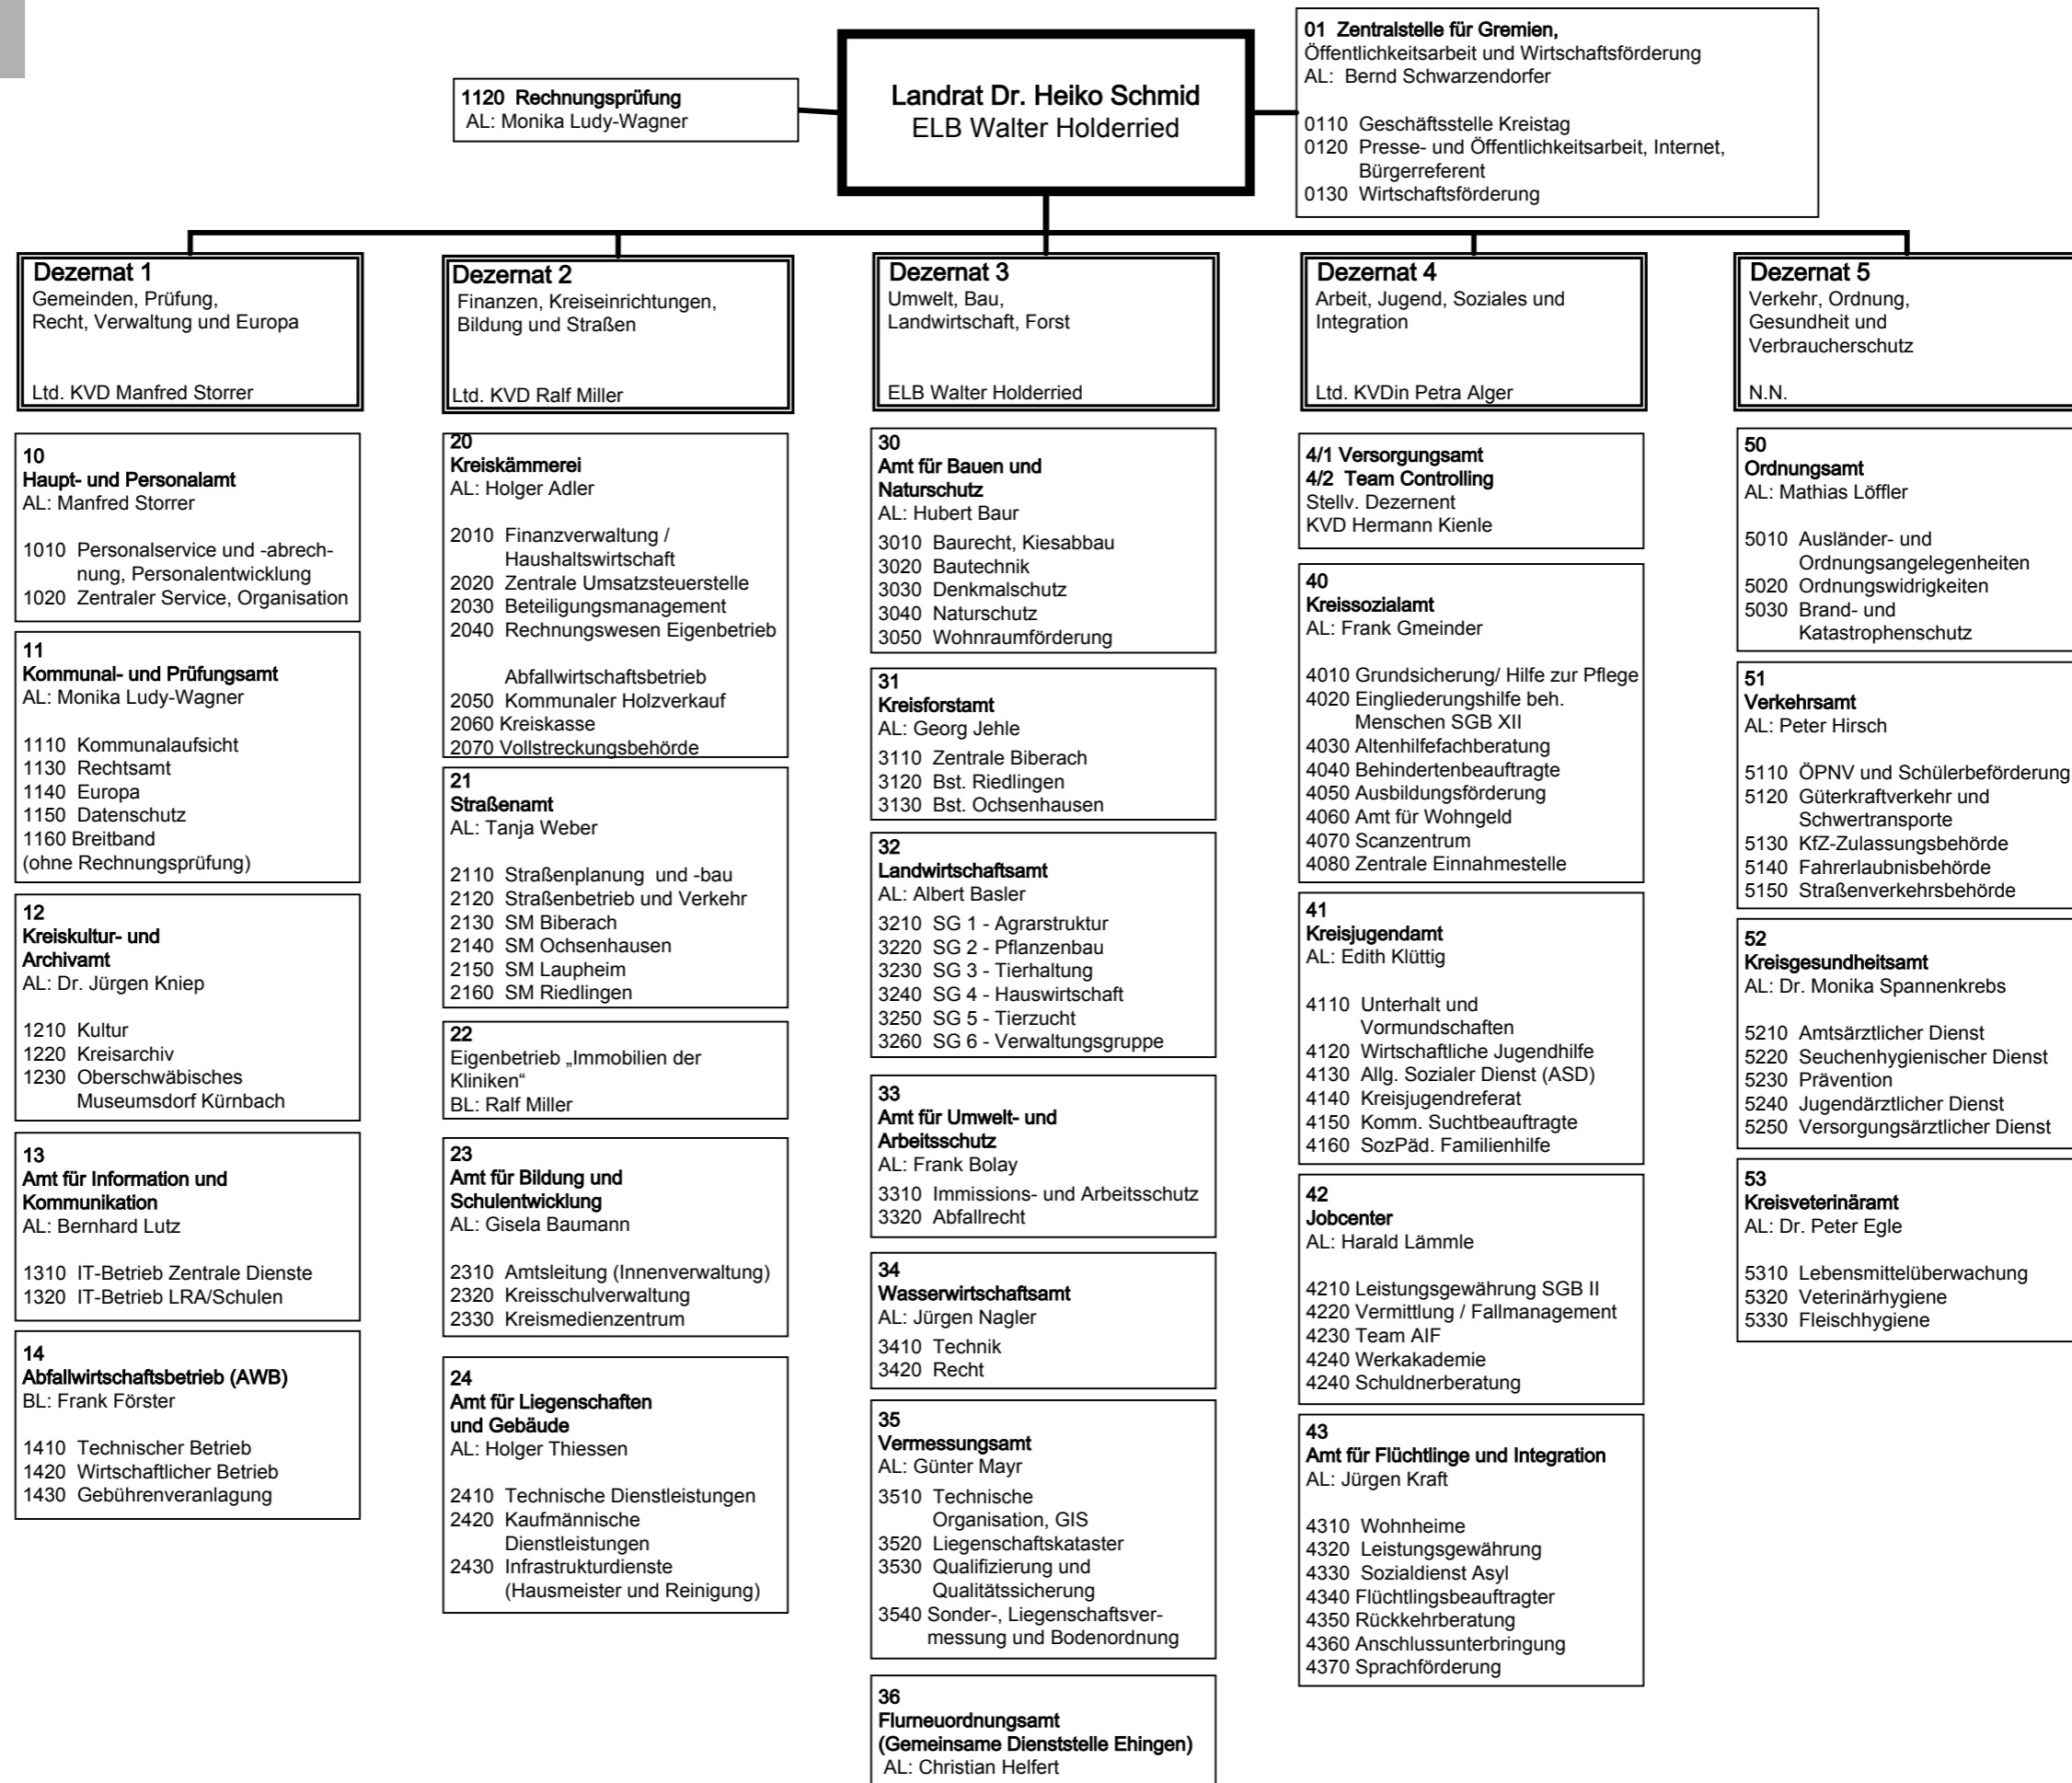 1120 Rechnungsprüfung
AL: Monika Ludy-Wagner
Landrat Dr. Heiko Schmid
ELB Walter Holderried
01 Zentralstelle für Gremien,
Öffentlichkeitsarbeit und Wirtschaftsförderung
AL: Bernd Schwarzendorfer
0110 Geschäftsstelle Kreistag
0120 Presse- und Öffentlichkeitsarbeit, Internet,
Bürgerreferent
0130 Wirtschaftsförderung
Dezernat 1
Gemeinden, Prüfung,
Recht, Verwaltung und Europa
Ltd. KVD Manfred Storrer
10
Haupt- und Personalamt
AL: Manfred Storrer
1010 Personalservice und -abrech-
nung, Personalentwicklung
1020 Zentraler Service, Organisation
11
Kommunal- und Prüfungsamt
AL: Monika Ludy-Wagner
1110 Kommunalaufsicht
1130 Rechtsamt
1140 Europa
1150 Datenschutz
1160 Breitband
(ohne Rechnungsprüfung)
12
Kreiskultur- und
Archivamt
AL: Dr. Jürgen Kniep
1210 Kultur
1220 Kreisarchiv
1230 Oberschwäbisches
Museumsdorf Kürnbach
13
Amt für Information und
Kommunikation
AL: Bernhard Lutz
1310 IT-Betrieb Zentrale Dienste
1320 IT-Betrieb LRA/Schulen
14
Abfallwirtschaftsbetrieb (AWB)
BL: Frank Förster
1410 Technischer Betrieb
1420 Wirtschaftlicher Betrieb
1430 Gebührenveranlagung
Dezernat 2
Finanzen, Kreiseinrichtungen,
Bildung und Straßen
Ltd. KVD Ralf Miller
20
Kreiskämmerei
AL: Holger Adler
2010 Finanzverwaltung /
Haushaltswirtschaft
2020 Zentrale Umsatzsteuerstelle
2030 Beteiligungsmanagement
2040 Rechnungswesen Eigenbetrieb
Abfallwirtschaftsbetrieb
2050 Kommunaler Holzverkauf
2060 Kreiskasse
2070 Vollstreckungsbehörde
21
Straßenamt
AL: Tanja Weber
2110 Straßenplanung und -bau
2120 Straßenbetrieb und Verkehr
2130 SM Biberach
2140 SM Ochsenhausen
2150 SM Laupheim
2160 SM Riedlingen
22
Eigenbetrieb „Immobilien der
Kliniken“
BL: Ralf Miller
23
Amt für Bildung und
Schulentwicklung
AL: Gisela Baumann
2310 Amtsleitung (Innenverwaltung)
2320 Kreisschulverwaltung
2330 Kreismedienzentrum
24
Amt für Liegenschaften
und Gebäude
AL: Holger Thiessen
2410 Technische Dienstleistungen
2420 Kaufmännische
Dienstleistungen
2430 Infrastrukturdienste
(Hausmeister und Reinigung)
Dezernat 3
Umwelt, Bau,
Landwirtschaft, Forst
ELB Walter Holderried
30
Amt für Bauen und
Naturschutz
AL: Hubert Baur
3010 Baurecht, Kiesabbau
3020 Bautechnik
3030 Denkmalschutz
3040 Naturschutz
3050 Wohnraumförderung
31
Kreisforstamt
AL: Georg Jehle
3110 Zentrale Biberach
3120 Bst. Riedlingen
3130 Bst. Ochsenhausen
32
Landwirtschaftsamt
AL: Albert Basler
3210 SG 1 - Agrarstruktur
3220 SG 2 - Pflanzenbau
3230 SG 3 - Tierhaltung
3240 SG 4 - Hauswirtschaft
3250 SG 5 - Tierzucht
3260 SG 6 - Verwaltungsgruppe
33
Amt für Umwelt- und
Arbeitsschutz
AL: Frank Bolay
3310 Immissions- und Arbeitsschutz
3320 Abfallrecht
34
Wasserwirtschaftsamt
AL: Jürgen Nagler
3410 Technik
3420 Recht
35
Vermessungsamt
AL: Günter Mayr
3510 Technische
Organisation, GIS
3520 Liegenschaftskataster
3530 Qualifizierung und
Qualitätssicherung
3540 Sonder-, Liegenschaftsver-
messung und Bodenordnung
36
Flurneuordnungsamt
(Gemeinsame Dienststelle Ehingen)
AL: Christian Helfert
Dezernat 4
Arbeit, Jugend, Soziales und
Integration
Ltd. KVDin Petra Alger
4/1 Versorgungsamt
4/2 Team Controlling
Stellv. Dezernent
KVD Hermann Kienle
40
Kreissozialamt
AL: Frank Gmeinder
4010 Grundsicherung/ Hilfe zur Pflege
4020 Eingliederungshilfe beh.
Menschen SGB XII
4030 Altenhilfefachberatung
4040 Behindertenbeauftragte
4050 Ausbildungsförderung
4060 Amt für Wohngeld
4070 Scanzentrum
4080 Zentrale Einnahmestelle
41
Kreisjugendamt
AL: Edith Klüttig
4110 Unterhalt und
Vormundschaften
4120 Wirtschaftliche Jugendhilfe
4130 Allg. Sozialer Dienst (ASD)
4140 Kreisjugendreferat
4150 Komm. Suchtbeauftragte
4160 SozPäd. Familienhilfe
42
Jobcenter
AL: Harald Lämmle
4210 Leistungsgewährung SGB II
4220 Vermittlung / Fallmanagement
4230 Team AIF
4240 Werkakademie
4240 Schuldnerberatung
43
Amt für Flüchtlinge und Integration
AL: Jürgen Kraft
4310 Wohnheime
4320 Leistungsgewährung
4330 Sozialdienst Asyl
4340 Flüchtlingsbeauftragter
4350 Rückkehrberatung
4360 Anschlussunterbringung
4370 Sprachförderung
Dezernat 5
Verkehr, Ordnung,
Gesundheit und
Verbraucherschutz
N.N.
50
Ordnungsamt
AL: Mathias Löffler
5010 Ausländer- und
Ordnungsangelegenheiten
5020 Ordnungswidrigkeiten
5030 Brand- und
Katastrophenschutz
51
Verkehrsamt
AL: Peter Hirsch
5110 ÖPNV und Schülerbeförderung
5120 Güterkraftverkehr und
Schwertransporte
5130 KfZ-Zulassungsbehörde
5140 Fahrerlaubnisbehörde
5150 Straßenverkehrsbehörde
52
Kreisgesundheitsamt
AL: Dr. Monika Spannenkrebs
5210 Amtsärztlicher Dienst
5220 Seuchenhygienischer Dienst
5230 Prävention
5240 Jugendärztlicher Dienst
5250 Versorgungsärztlicher Dienst
53
Kreisveterinäramt
AL: Dr. Peter Egle
5310 Lebensmittelüberwachung
5320 Veterinärhygiene
5330 Fleischhygiene